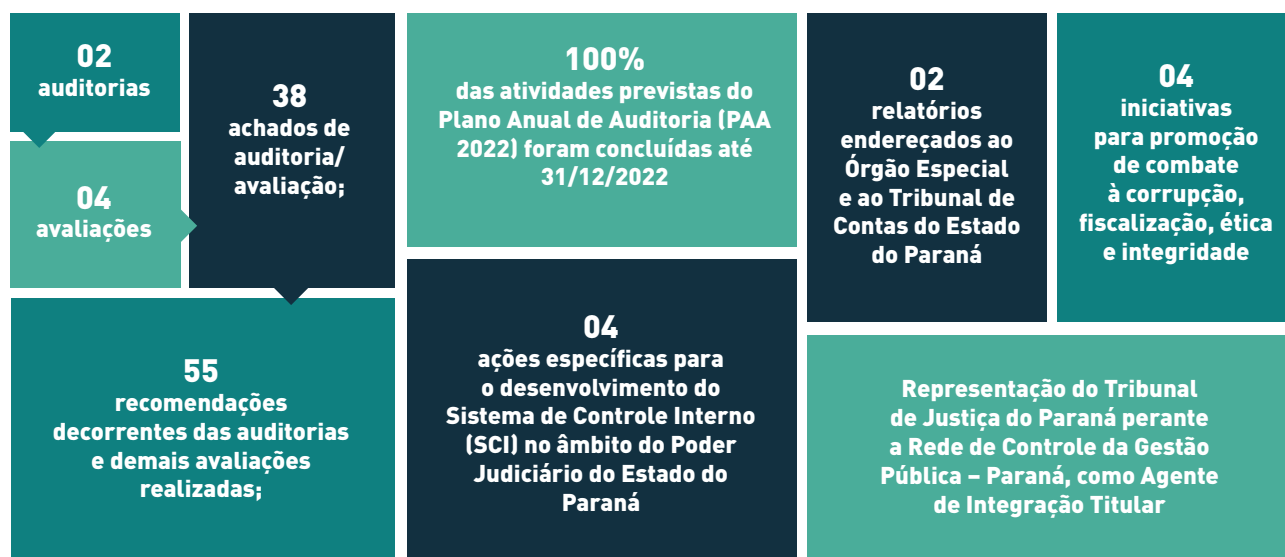 02
auditorias
04
avaliações
38
achados de
auditoria/
avaliação;
55
recomendações
decorrentes das auditorias
e demais avaliações
realizadas;
100%
das atividades previstas do
Plano Anual de Auditoria (PAA
2022) foram concluídas até
31/12/2022
04
ações específicas para
o desenvolvimento do
Sistema de Controle Interno
(SCI) no âmbito do Poder
Judiciário do Estado do
Paraná
02
relatórios
endereçados ao
Órgão Especial
e ao Tribunal de
Contas do Estado
do Paraná
04
iniciativas
para promoção
de combate
à corrupção,
fiscalização, ética
e integridade
Representação do Tribunal
de Justiça do Paraná perante
a Rede de Controle da Gestão
Pública – Paraná, como Agente
de Integração Titular